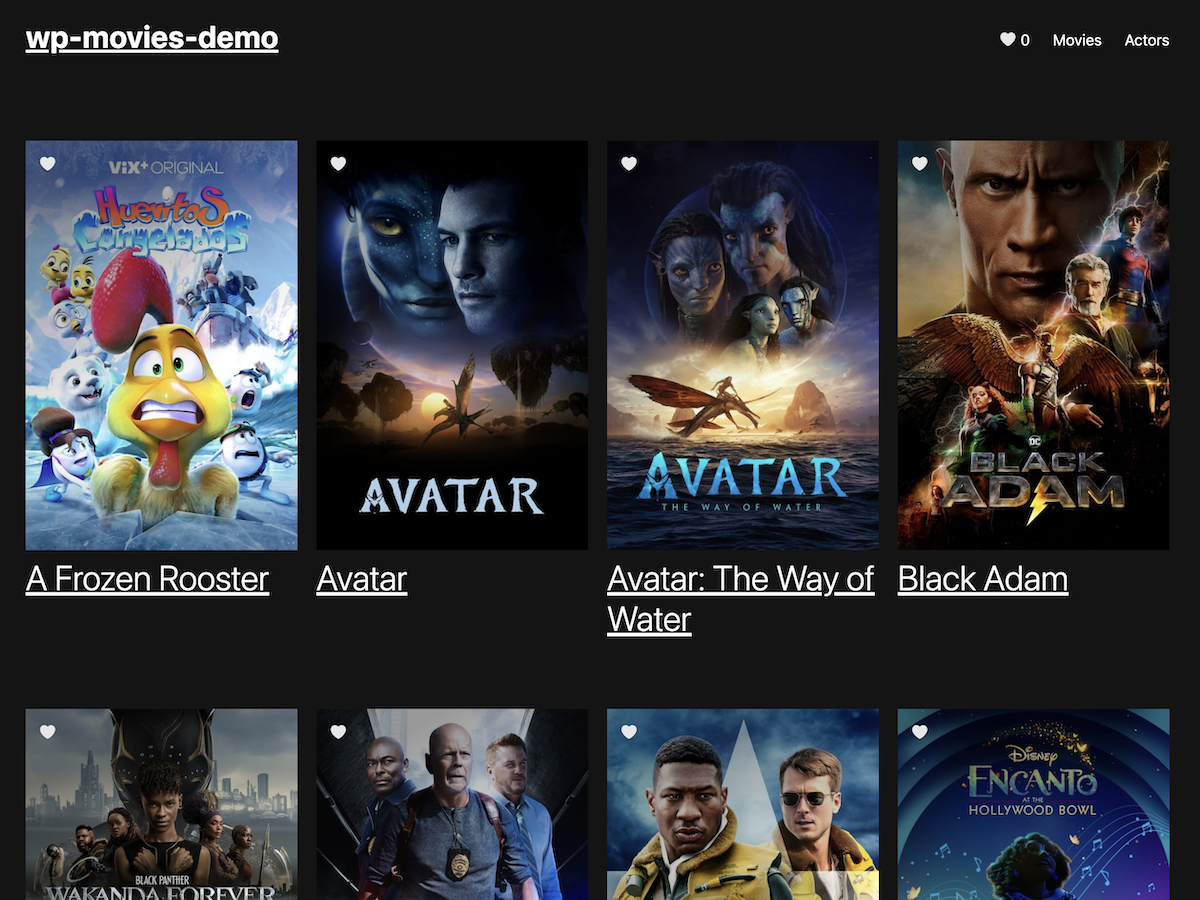 wp-movies-demo
0 Movies Actors
ViX+ ORIGINAL
Huevitos
Congelados
AVATAR
AVATAR
THE WAY OF WATER
DC
BLACK
ADAM
A Frozen Rooster
Avatar
Avatar: The Way of
Water
Black Adam
BLACK PANTHER
WAKANDA FOREVER
Disney
ENCANTO
AT THE
HOLLYWOOD BOWL